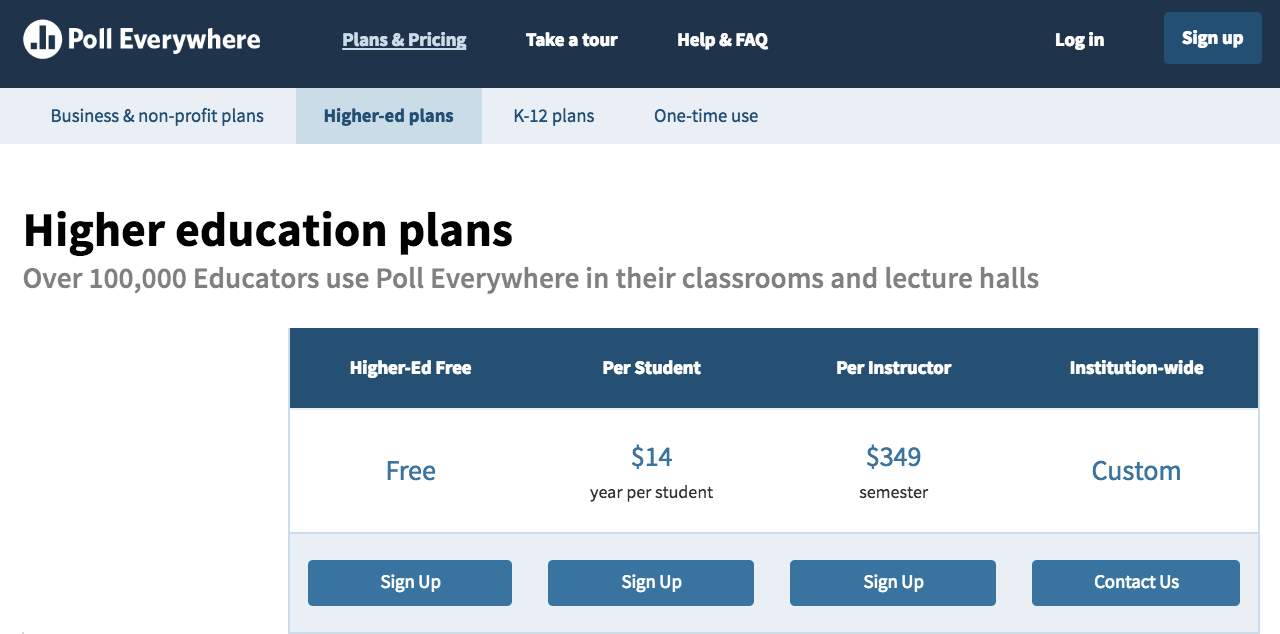 Poll Everywhere Plans & Pricing Take a tour Help & FAQ Log in Sign up
Business & non-profit plans Higher-ed plans K-12 plans One-time use
Higher education plans
Over 100,000 Educators use Poll Everywhere in their classrooms and lecture halls
Higher-Ed Free Per Student Per Instructor Institution-wide
Free $14 $349 Custom
year per student semester
Sign Up Sign Up Sign Up Contact Us